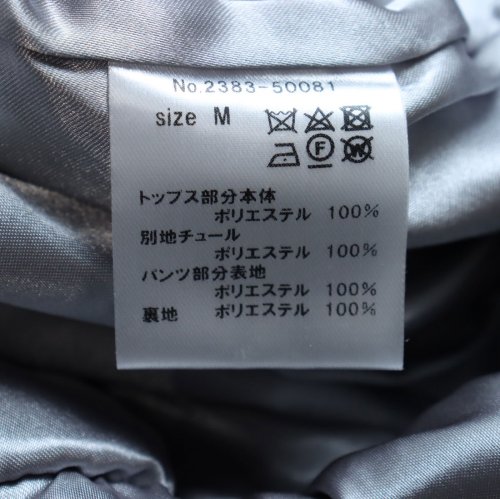 No.2383-50081
size M
F W
トップス部分本体
ポリエステル 100%
別地チュール
ポリエステル 100%
パンツ部分表地
ポリエステル 100%
裏地 ポリエステル 100%